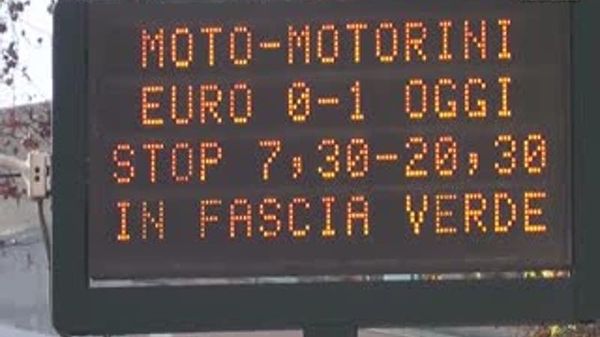 MOTO-MOTORINI
EURO 0-1 OGGI
STOP 7,30-20,30
IN FASCIA VERDE